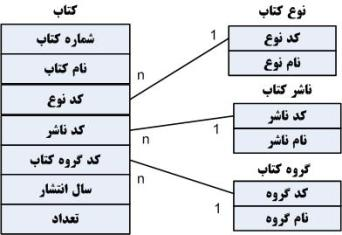 کتاب
شماره کتاب
نام کتاب
کد نوع
کد ناشر
کد گروه کتاب
سال انتشار
تعداد
نوع کتاب
کد نوع
نام نوع
ناشر کتاب
کد ناشر
نام ناشر
گروه کتاب
کد گروه
نام گروه
n
1
n
1
n
1